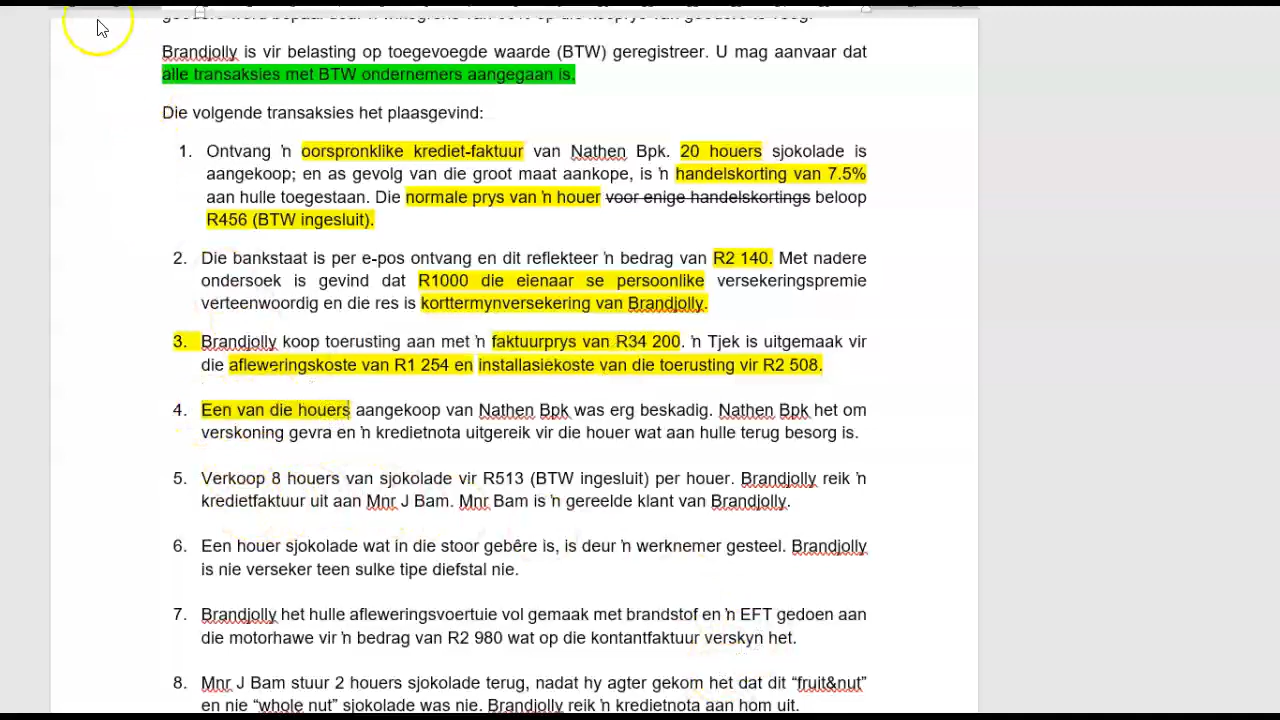 Brandjolly is vir belasting op toegevoegde waarde (BTW) geregistreer. U mag aanvaar dat
alle transaksies met BTW ondernemers aangegaan is.
Die volgende transaksies het plaasgevind:
1. Ontvang 'n oorspronklike krediet-faktuur van Nathen Bpk. 20 houers sjokolade is
aangekoop; en as gevolg van die groot maat aankope, is 'n handelskorting van 7.5%
aan hulle toegestaan. Die normale prys van 'n houer voor enige handelskortings beloop
R456 (BTW ingesluit).
2. Die bankstaat is per e-pos ontvang en dit reflekteer 'n bedrag van R2 140. Met nadere
ondersoek is gevind dat R1000 die eienaar se persoonlike versekeringspremie
verteenwoordig en die res is korttermynversekering van Brandjolly.
3. Brandjolly koop toerusting aan met 'n faktuurprys van R34 200. 'n Tjek is uitgemaak vir
die afleweringskoste van R1 254 en installasiekoste van die toerusting vir R2 508.
4. Een van die houers aangekoop van Nathen Bpk was erg beskadig. Nathen Bpk het om
verskoning gevra en 'n kredietnota uitgereik vir die houer wat aan hulle terug besorg is.
5. Verkoop 8 houers van sjokolade vir R513 (BTW ingesluit) per houer. Brandjolly reik 'n
kredietfaktuur uit aan Mnr J Bam. Mnr Bam is 'n gereelde klant van Brandjolly.
6. Een houer sjokolade wat in die stoor gebêre is, is deur 'n werknemer gesteel. Brandjolly
is nie verseker teen sulke tipe diefstal nie.
7. Brandjolly het hulle afleweringsvoertuie vol gemaak met brandstof en 'n EFT gedoen aan
die motorhawe vir 'n bedrag van R2 980 wat op die kontantfaktuur verskyn het.
8. Mnr J Bam stuur 2 houers sjokolade terug, nadat hy agter gekom het dat dit “fruit&nut”
en nie “whole nut” sjokolade was nie. Brandjolly reik 'n kredietnota aan hom uit.